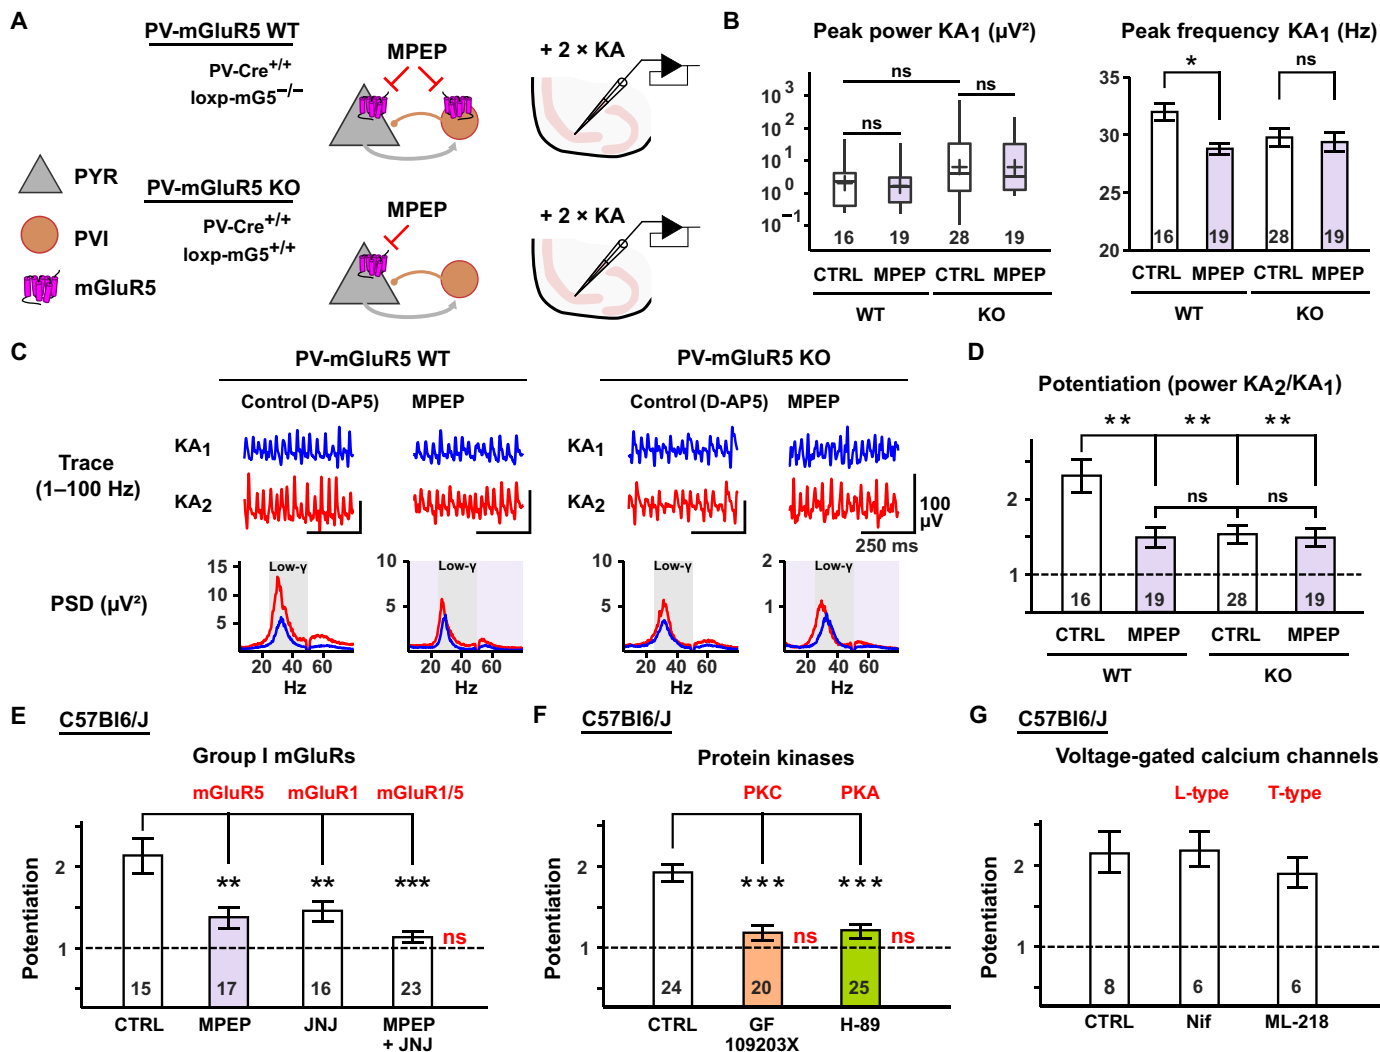 A
PV-mGluR5 WT
PV-Cre+/+
loxp-mG5−/−
MPEP
+ 2 × KA
PYR
PVI
mGluR5
PV-mGluR5 KO
PV-Cre+/+
loxp-mG5+/+
MPEP
+ 2 × KA
B
Peak power KA1 (µV²)
ns
ns
ns
10³
10²
10¹
10⁰
10⁻¹
16 19 28 19
CTRL MPEP CTRL MPEP
WT KO
Peak frequency KA1 (Hz)
*
ns
35
30
25
20
16 19 28 19
CTRL MPEP CTRL MPEP
WT KO
C
PV-mGluR5 WT
PV-mGluR5 KO
Control (D-AP5) MPEP
Control (D-AP5) MPEP
Trace
(1–100 Hz)
KA1
KA2
KA1
KA2
100
µV
250 ms
PSD (µV²)
15
10
5
Low-γ
20 40 60
Hz
10
5
Low-γ
20 40 60
Hz
10
5
Low-γ
20 40 60
Hz
2
1
Low-γ
20 40 60
Hz
D
Potentiation (power KA2/KA1)
** ** **
ns ns
2
1
16 19 28 19
CTRL MPEP CTRL MPEP
WT KO
E
C57Bl6/J
Group I mGluRs
mGluR5 mGluR1 mGluR1/5
** ** ***
ns
Potentiation
2
1
15 17 16 23
CTRL MPEP JNJ MPEP
+ JNJ
F
C57Bl6/J
Protein kinases
PKC PKA
*** ***
ns ns
Potentiation
2
1
24 20 25
CTRL GF H-89
109203X
G
C57Bl6/J
Voltage-gated calcium channels
L-type T-type
Potentiation
2
1
8 6 6
CTRL Nif ML-218